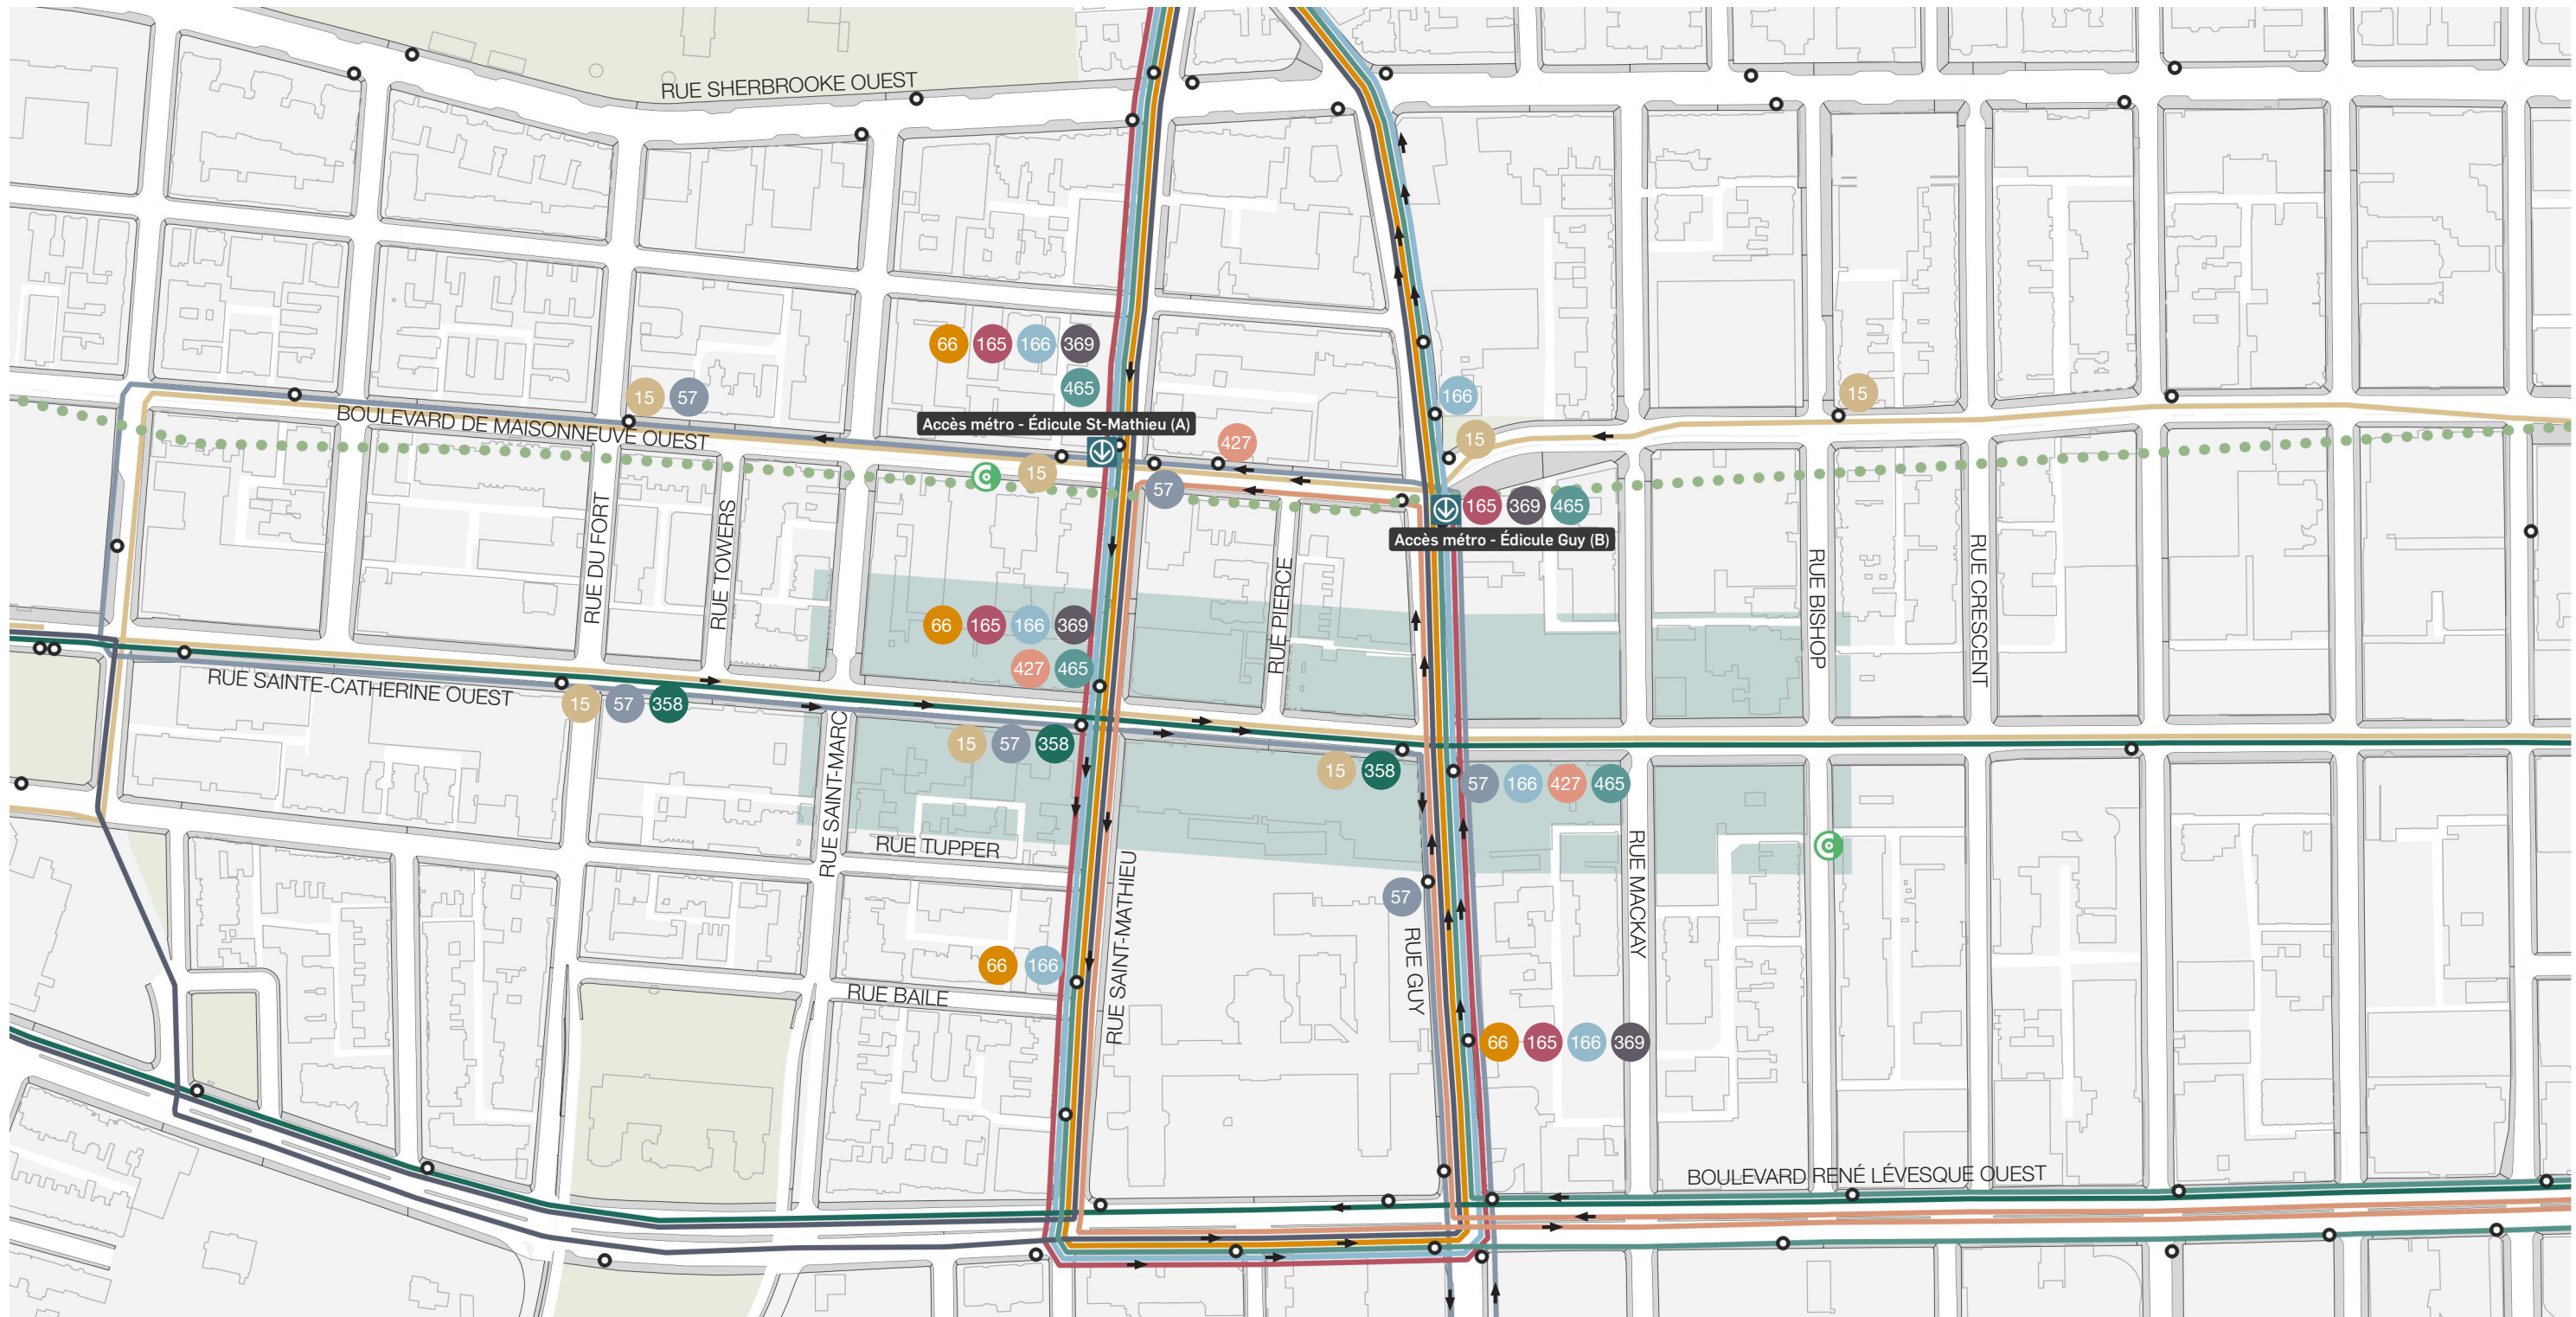 RUE SHERBROOKE OUEST
66 165 166 369
465
15 57
166
15
BOULEVARD DE MAISONNEUVE OUEST
Accès métro - Édicule St-Mathieu (A)
427
15
15
57
165 369 465
Accès métro - Édicule Guy (B)
RUE DU FORT
RUE TOWERS
RUE PIERCE
RUE BISHOP
RUE CRESCENT
66 165 166 369
427 465
RUE SAINTE-CATHERINE OUEST
15 57 358
15 57 358
15 358
57 166 427 465
RUE SAINT-MARC
RUE TUPPER
RUE SAINT-MATHIEU
57
RUE GUY
RUE MACKAY
66 166
RUE BAILE
66 165 166 369
BOULEVARD RENÉ LÉVESQUE OUEST